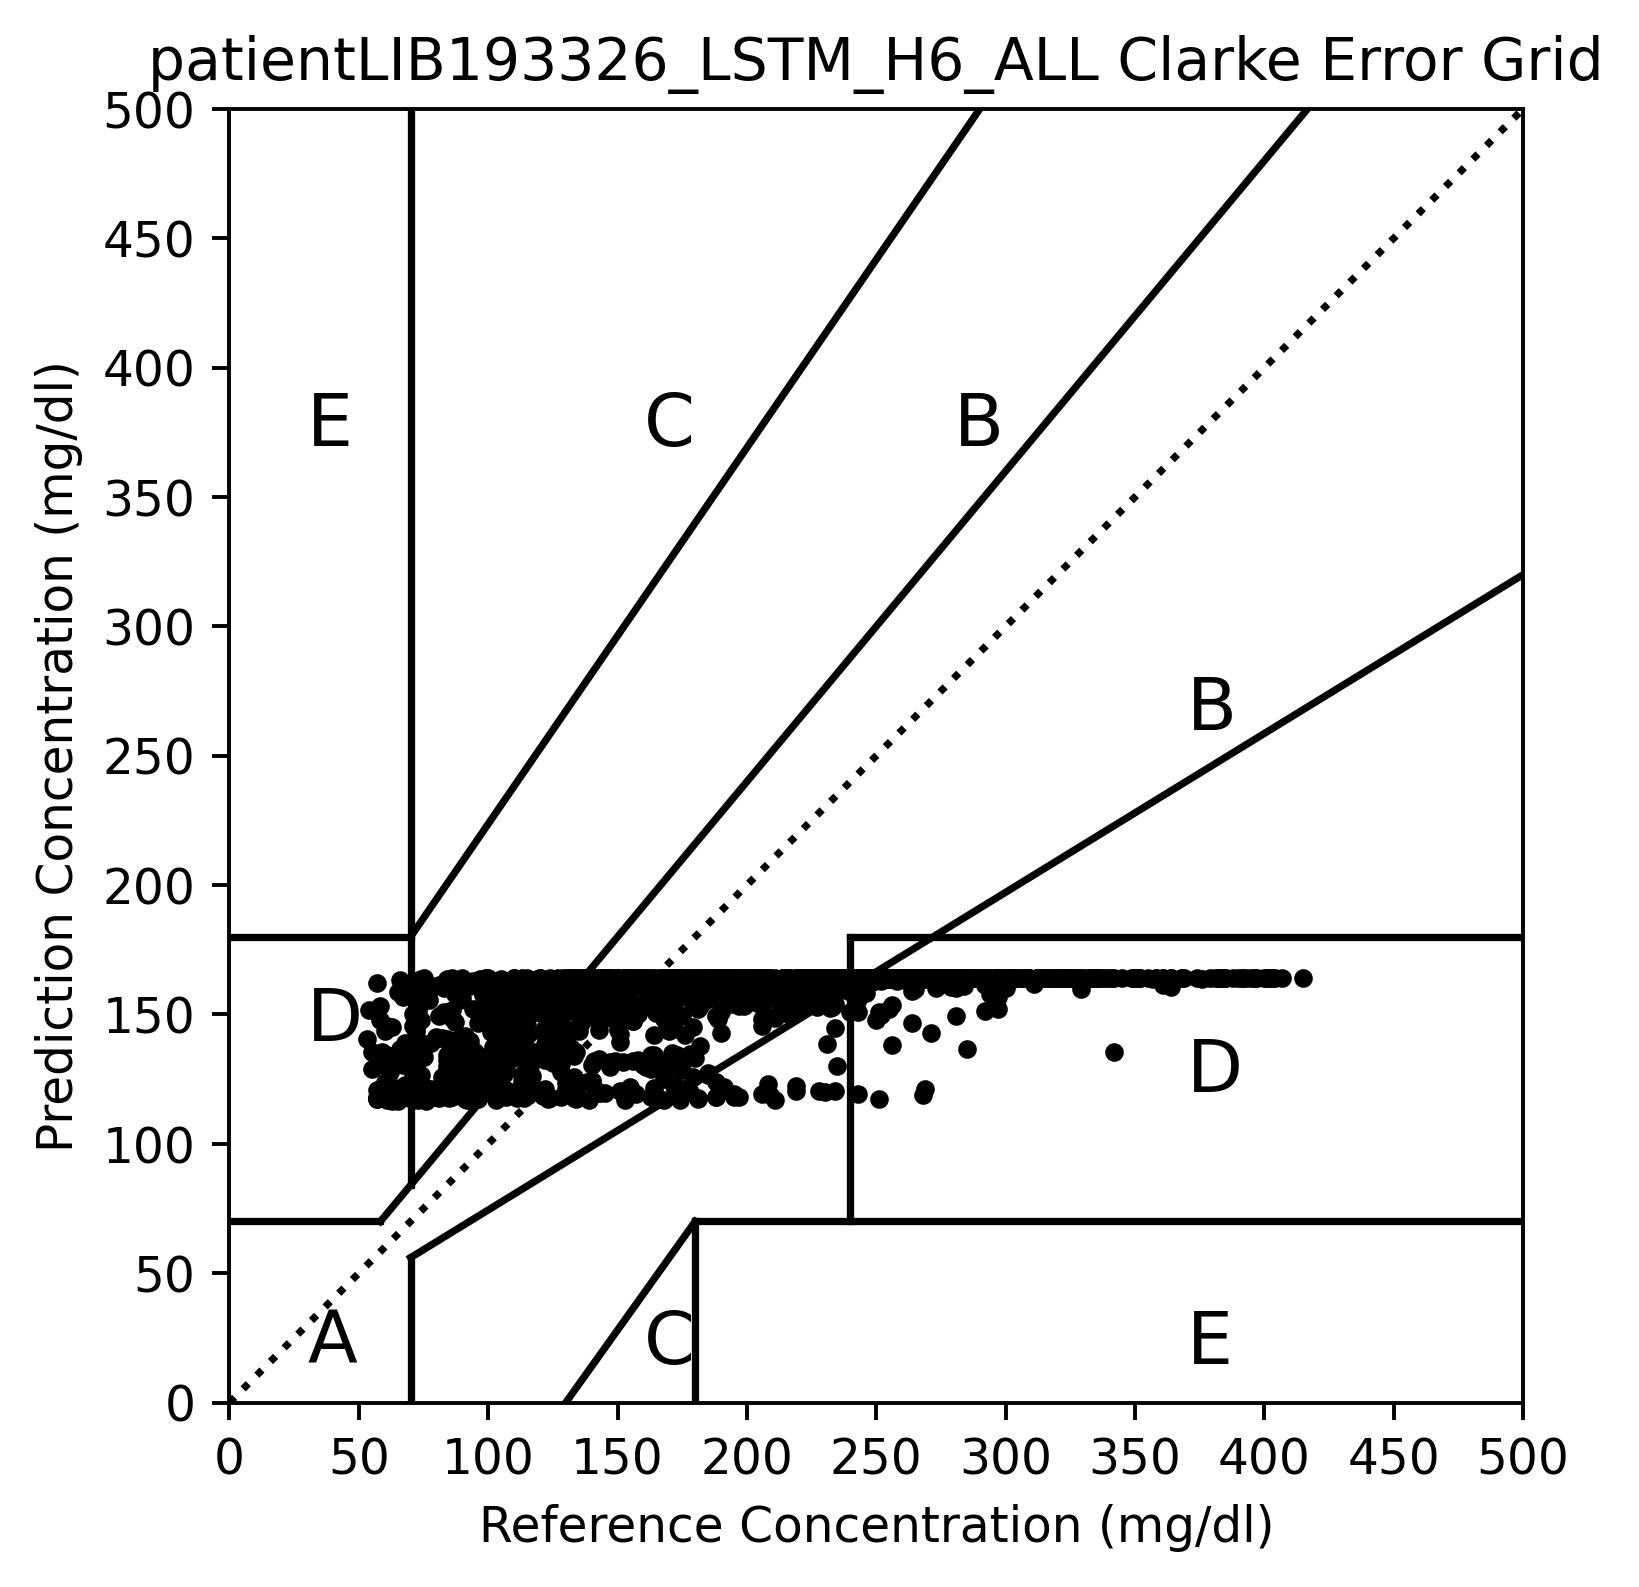 patientLIB193326_LSTM_H6_ALL Clarke Error Grid
Prediction Concentration (mg/dl)
500
450
400
350
300
250
200
150
100
50
0
E
C
B
B
D
D
A
C
E
0 50 100 150 200 250 300 350 400 450 500
Reference Concentration (mg/dl)